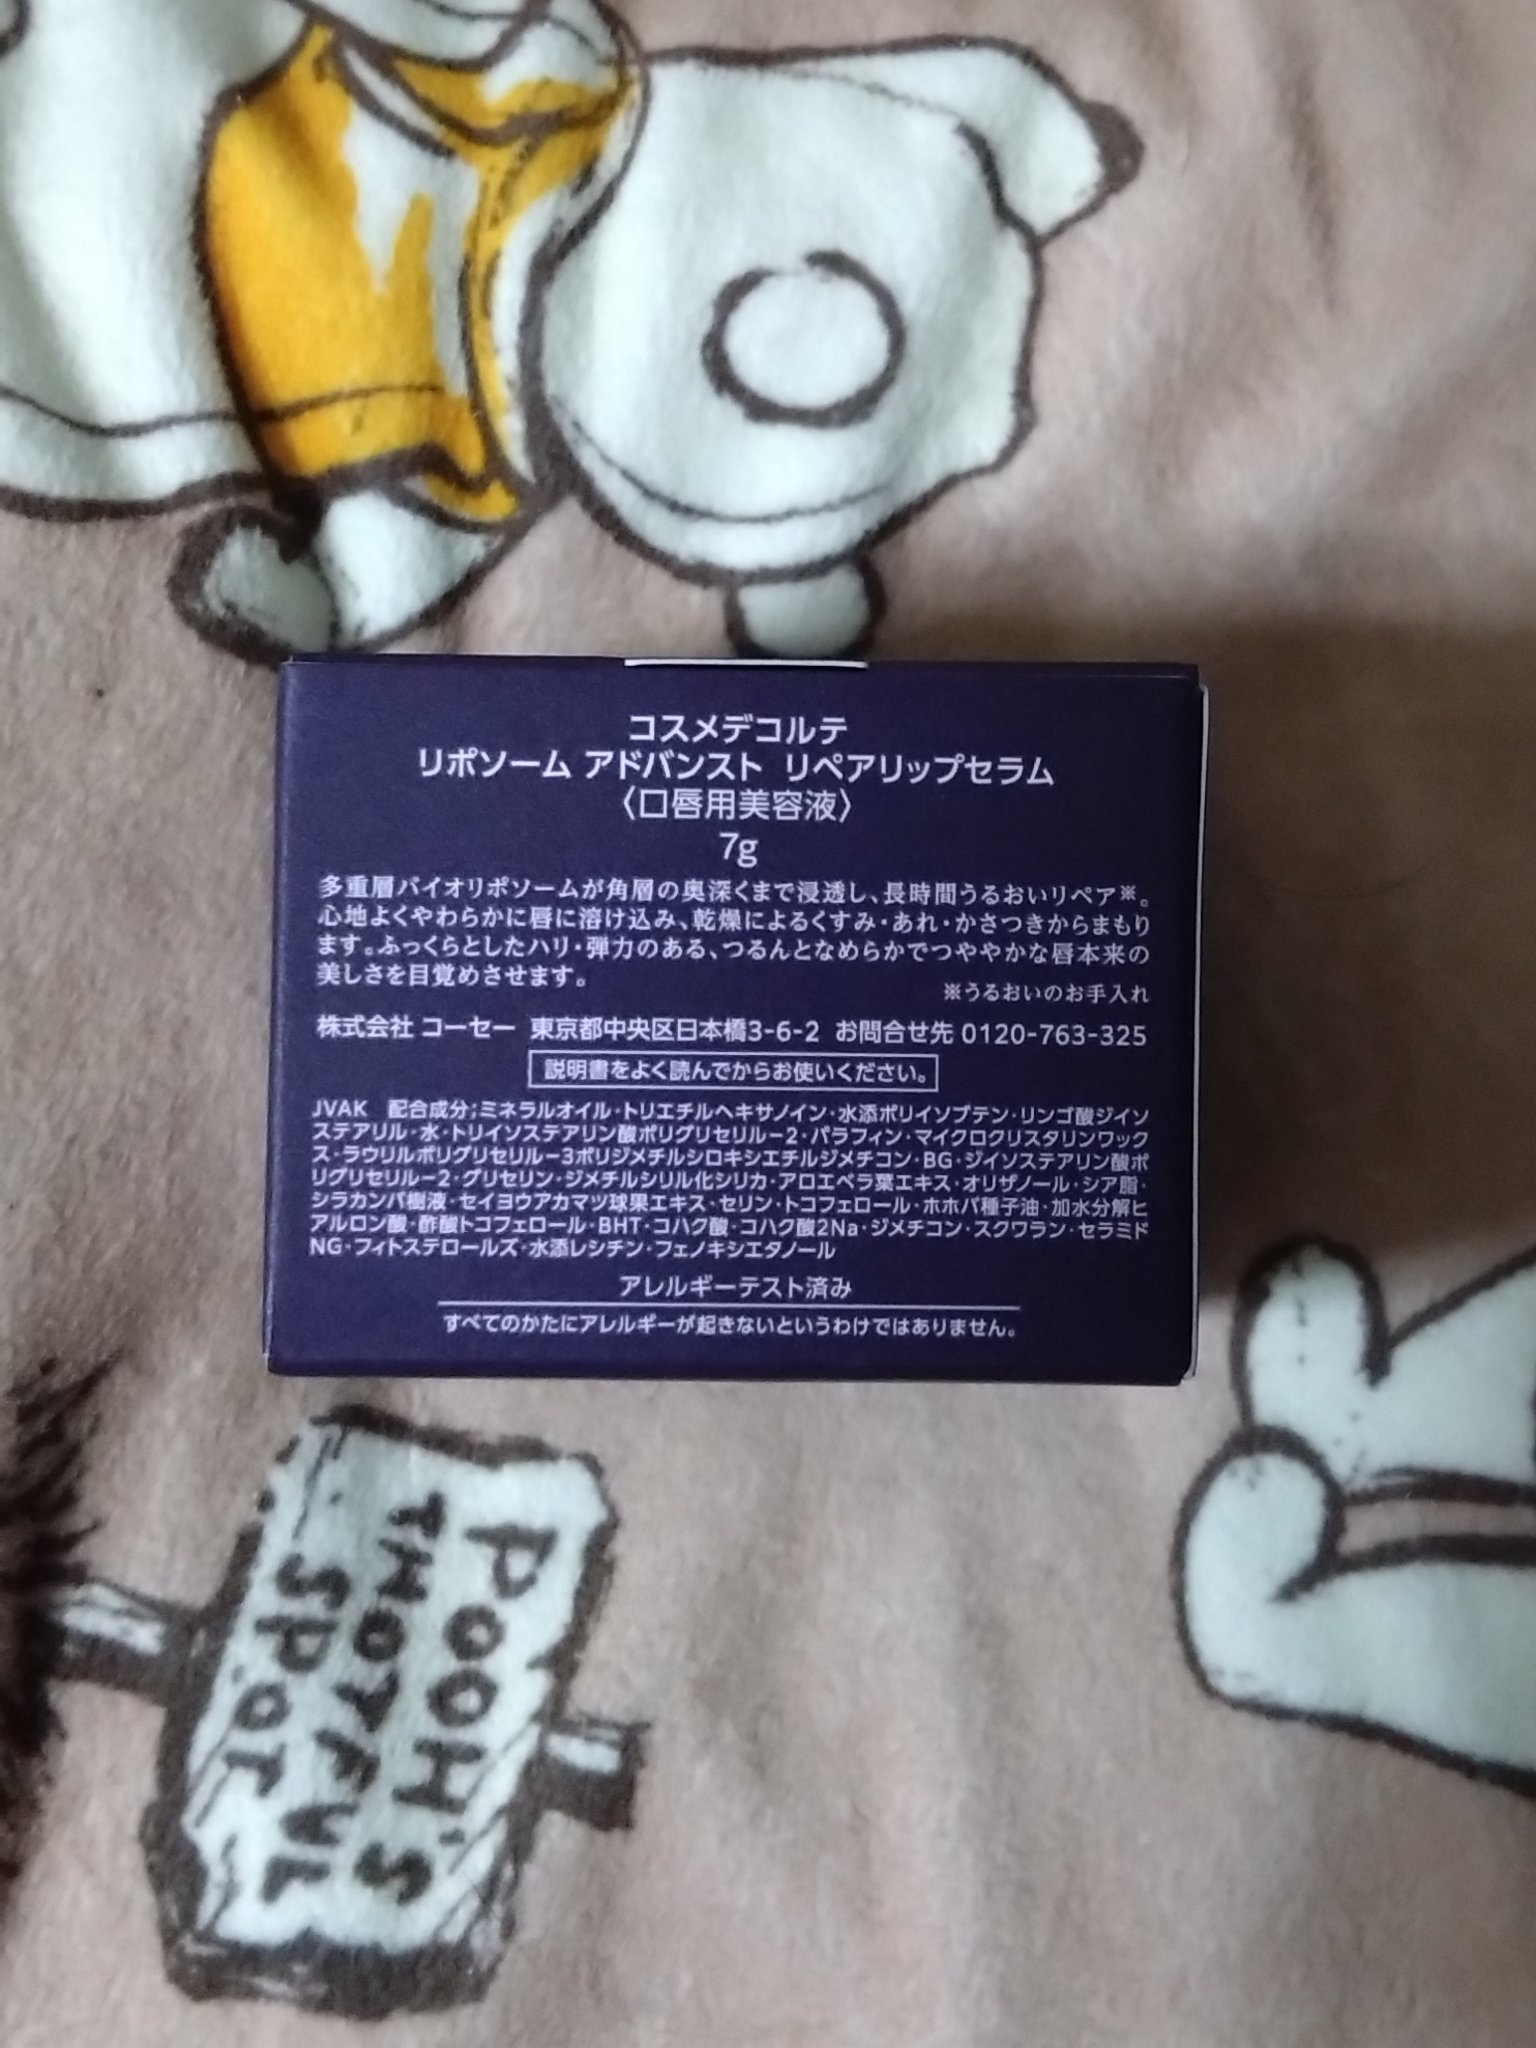 コスメデコルテ
リポソーム アドバンスト リペアリップセラム
〈口唇用美容液〉
7g
多重層バイオリポソームが角層の奥深くまで浸透し、長時間うるおいリペア※。
心地よくやわらかに唇に溶け込み、乾燥によるくすみ・あれ・かさつきからまもり
ます。ふっくらとしたハリ・弾力のある、つるんとなめらかでつややかな唇本来の
美しさを目覚めさせます。
※うるおいのお手入れ
株式会社 コーセー 東京都中央区日本橋3-6-2 お問合せ先 0120-763-325
説明書をよく読んでからお使いください。
JVAK 配合成分;ミネラルオイル・トリエチルヘキサノイン・水添ポリイソブテン・リンゴ酸ジイソ
ステアリル・水・トリイソステアリン酸ポリグリセリル－2・パラフィン・マイクロクリスタリンワック
ス・ラウリルポリグリセリル－3ポリジメチルシロキシエチルジメチコン・BG・ジイソステアリン酸ポ
リグリセリル－2・グリセリン・ジメチルシリル化シリカ・アロエベラ葉エキス・オリザノール・シア脂・
シラカンバ樹液・セイヨウアカマツ球果エキス・セリン・トコフェロール・ホホバ種子油・加水分解ヒ
アルロン酸・酢酸トコフェロール・BHT・コハク酸・コハク酸2Na・ジメチコン・スクワラン・セラミド
NG・フィトステロールズ・水添レシチン・フェノキシエタノール
アレルギーテスト済み
すべてのかたにアレルギーが起きないというわけではありません。
POOH'S
THOTFUL
SPOT